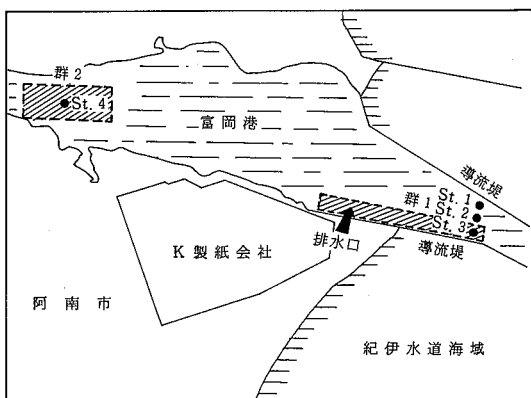 群2
St.4
富岡港
導流堤
St.1
群1 St.2
St.3
排水口
導流堤
K製紙会社
阿南市
紀伊水道海域